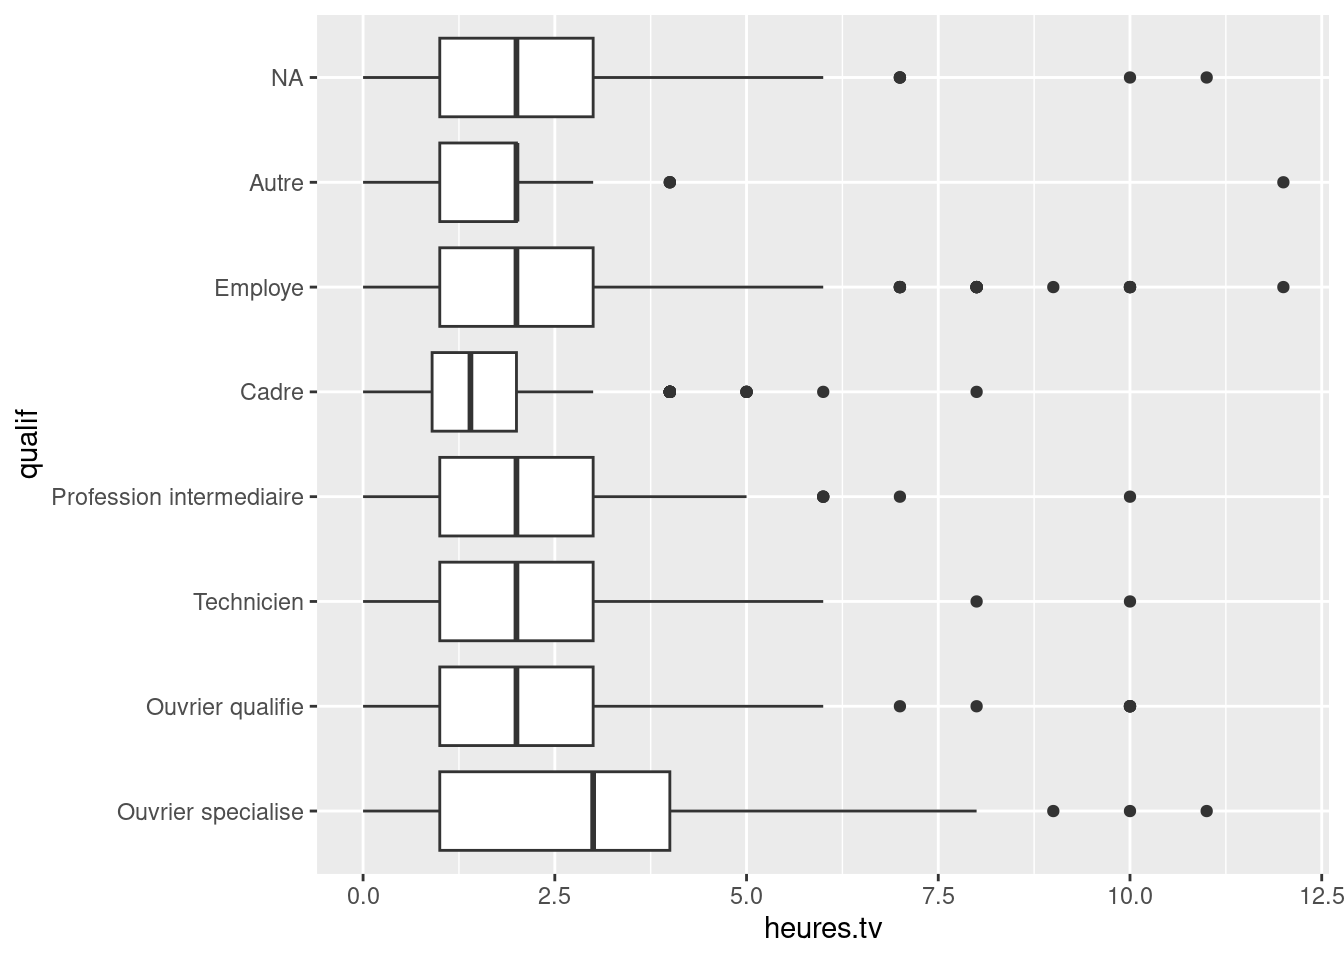 NA
Autre
Employe
Cadre
Profession intermediaire
Technicien
Ouvrier qualifie
Ouvrier specialise
qualif
0.0 2.5 5.0 7.5 10.0 12.5
heures.tv